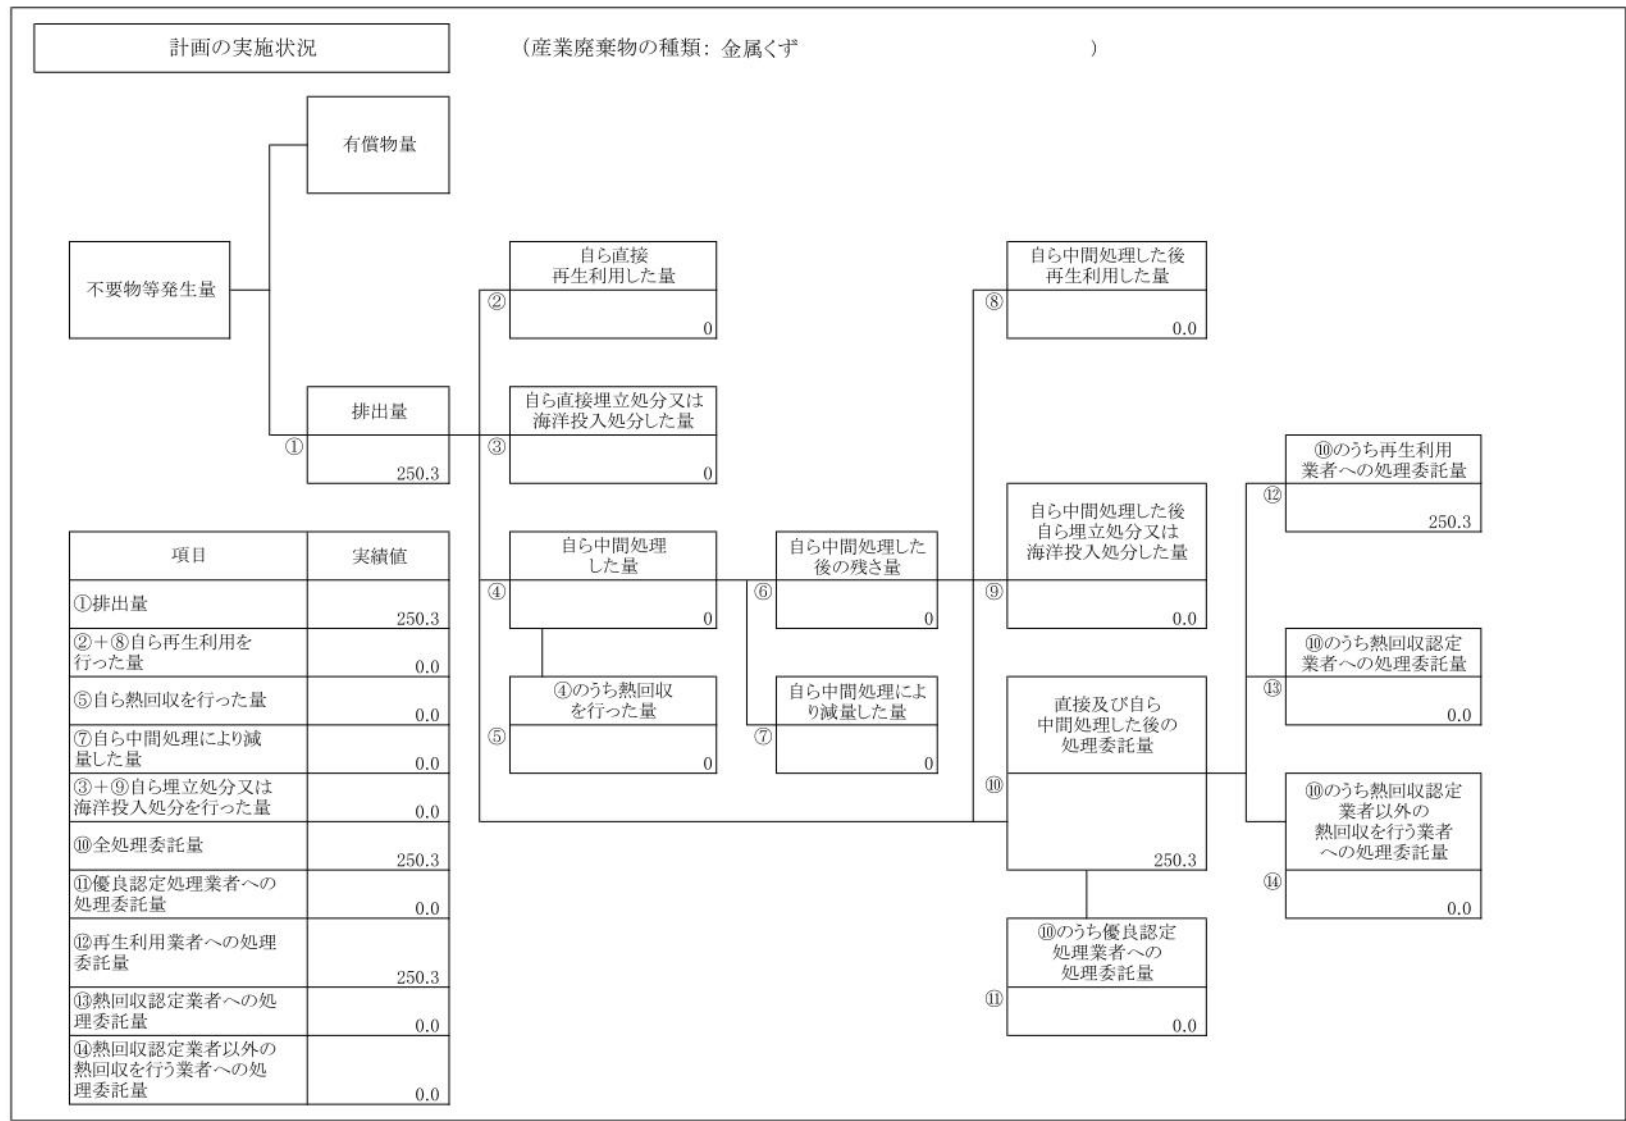 計画の実施状況
（産業廃棄物の種類：金属くず　　　　　）
有償物量
不要物等発生量
自ら直接
再生利用した量
②
0
自ら中間処理した後
再生利用した量
⑧
0.0
排出量
①
250.3
自ら直接埋立処分又は
海洋投入処分した量
③
0
⑩のうち再生利用
業者への処理委託量
⑫
250.3
自ら中間処理した後
自ら埋立処分又は
海洋投入処分した量
⑨
0.0
自ら中間処理
した量
④
0
自ら中間処理した
後の残さ量
⑥
0
⑩のうち熱回収認定
業者への処理委託量
⑬
0.0
④のうち熱回収
を行った量
⑤
0
自ら中間処理によ
り減量した量
⑦
0
直接及び自ら
中間処理した後の
処理委託量
⑩
250.3
⑩のうち熱回収認定
業者以外の
熱回収を行う業者
への処理委託量
⑭
0.0
⑩のうち優良認定
処理業者への
処理委託量
⑪
0.0
項目　実績値
①排出量
250.3
②＋⑧自ら再生利用を
行った量
0.0
⑤自ら熱回収を行った量
0.0
⑦自ら中間処理により減
量した量
0.0
③＋⑨自ら埋立処分又は
海洋投入処分を行った量
0.0
⑩全処理委託量
250.3
⑪優良認定処理業者への
処理委託量
0.0
⑫再生利用業者への処理
委託量
250.3
⑬熱回収認定業者への処
理委託量
0.0
⑭熱回収認定業者以外の
熱回収を行う業者への処
理委託量
0.0